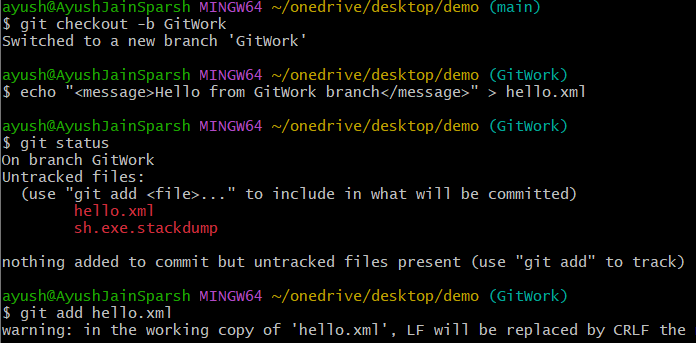 ayush@AyushJainSparsh MINGW64 ~/onedrive/desktop/demo (main)
$ git checkout -b GitWork
Switched to a new branch 'GitWork'
ayush@AyushJainSparsh MINGW64 ~/onedrive/desktop/demo (GitWork)
$ echo "<message>Hello from GitWork branch</message>" > hello.xml
ayush@AyushJainSparsh MINGW64 ~/onedrive/desktop/demo (GitWork)
$ git status
On branch GitWork
Untracked files:
  (use "git add <file>..." to include in what will be committed)
        hello.xml
        sh.exe.stackdump
nothing added to commit but untracked files present (use "git add" to track)
ayush@AyushJainSparsh MINGW64 ~/onedrive/desktop/demo (GitWork)
$ git add hello.xml
warning: in the working copy of 'hello.xml', LF will be replaced by CRLF the